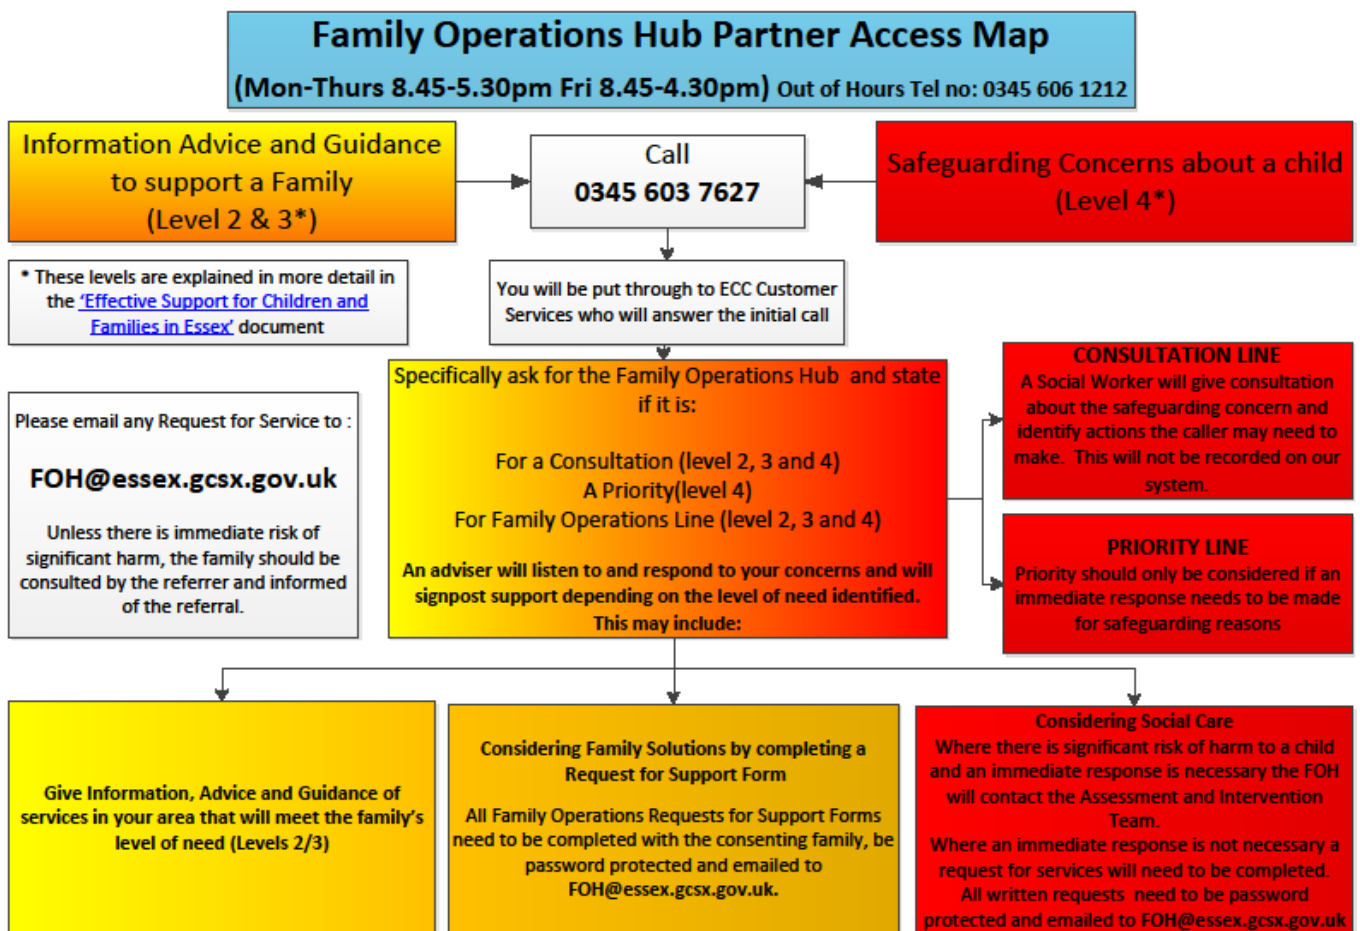 Family Operations Hub Partner Access Map
(Mon-Thurs 8.45-5.30pm Fri 8.45-4.30pm) Out of Hours Tel no: 0345 606 1212
Information Advice and Guidance
to support a Family
(Level 2 & 3*)
Call
0345 603 7627
Safeguarding Concerns about a child
(Level 4*)
* These levels are explained in more detail in
the 'Effective Support for Children and
Families in Essex' document
You will be put through to ECC Customer
Services who will answer the initial call
Please email any Request for Service to :
FOH@essex.gcsx.gov.uk
Unless there is immediate risk of
significant harm, the family should be
consulted by the referrer and informed
of the referral.
Specifically ask for the Family Operations Hub and state
if it is:
For a Consultation (level 2, 3 and 4)
A Priority(level 4)
For Family Operations Line (level 2, 3 and 4)
An adviser will listen to and respond to your concerns and will
signpost support depending on the level of need identified.
This may include:
CONSULTATION LINE
A Social Worker will give consultation
about the safeguarding concern and
identify actions the caller may need to
make. This will not be recorded on our
system.
PRIORITY LINE
Priority should only be considered if an
immediate response needs to be made
for safeguarding reasons
Give Information, Advice and Guidance of
services in your area that will meet the family's
level of need (Levels 2/3)
Considering Family Solutions by completing a
Request for Support Form
All Family Operations Requests for Support Forms
need to be completed with the consenting family, be
password protected and emailed to
FOH@essex.gcsx.gov.uk.
Considering Social Care
Where there is significant risk of harm to a child
and an immediate response is necessary the FOH
will contact the Assessment and Intervention
Team.
Where an immediate response is not necessary a
request for services will need to be completed.
All written requests need to be password
protected and emailed to FOH@essex.gcsx.gov.uk